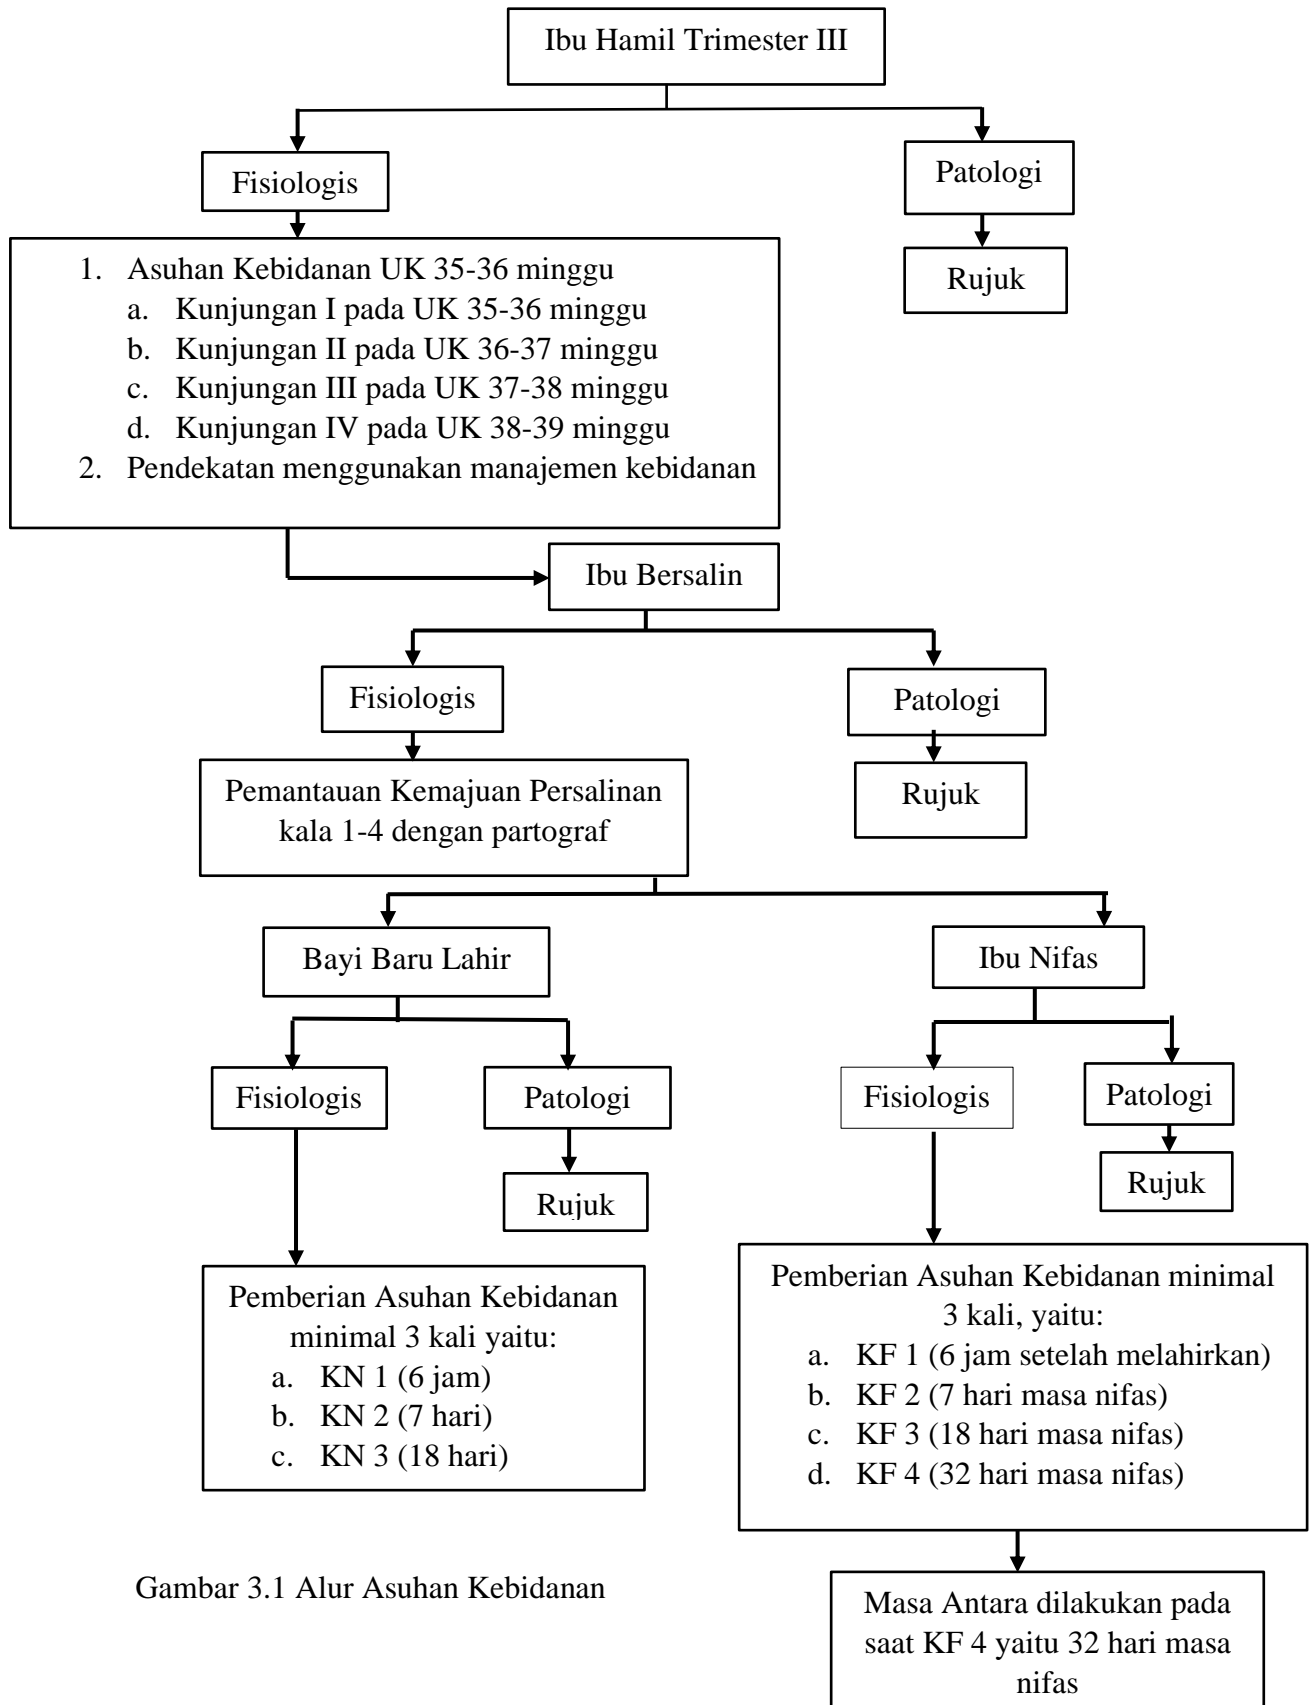 Ibu Hamil Trimester III
Fisiologis
Patologi
Rujuk
1. Asuhan Kebidanan UK 35-36 minggu
a. Kunjungan I pada UK 35-36 minggu
b. Kunjungan II pada UK 36-37 minggu
c. Kunjungan III pada UK 37-38 minggu
d. Kunjungan IV pada UK 38-39 minggu
2. Pendekatan menggunakan manajemen kebidanan
Ibu Bersalin
Fisiologis
Patologi
Pemantauan Kemajuan Persalinan
kala 1-4 dengan partograf
Rujuk
Bayi Baru Lahir
Ibu Nifas
Fisiologis
Patologi
Fisiologis
Patologi
Rujuk
Rujuk
Pemberian Asuhan Kebidanan
minimal 3 kali yaitu:
a. KN 1 (6 jam)
b. KN 2 (7 hari)
c. KN 3 (18 hari)
Pemberian Asuhan Kebidanan minimal
3 kali, yaitu:
a. KF 1 (6 jam setelah melahirkan)
b. KF 2 (7 hari masa nifas)
c. KF 3 (18 hari masa nifas)
d. KF 4 (32 hari masa nifas)
Gambar 3.1 Alur Asuhan Kebidanan
Masa Antara dilakukan pada
saat KF 4 yaitu 32 hari masa
nifas